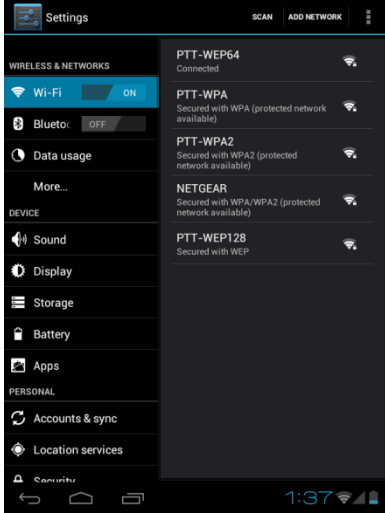 Settings
SCAN
ADD NETWORK
WIRELESS & NETWORKS
Wi-Fi
ON
Bluetoo
OFF
Data usage
More...
DEVICE
Sound
Display
Storage
Battery
Apps
PERSONAL
Accounts & sync
Location services
Security
PTT-WEP64
Connected
PTT-WPA
Secured with WPA (protected network
available)
PTT-WPA2
Secured with WPA2 (protected
network available)
NETGEAR
Secured with WPA/WPA2 (protected
network available)
PTT-WEP128
Secured with WEP
1:37